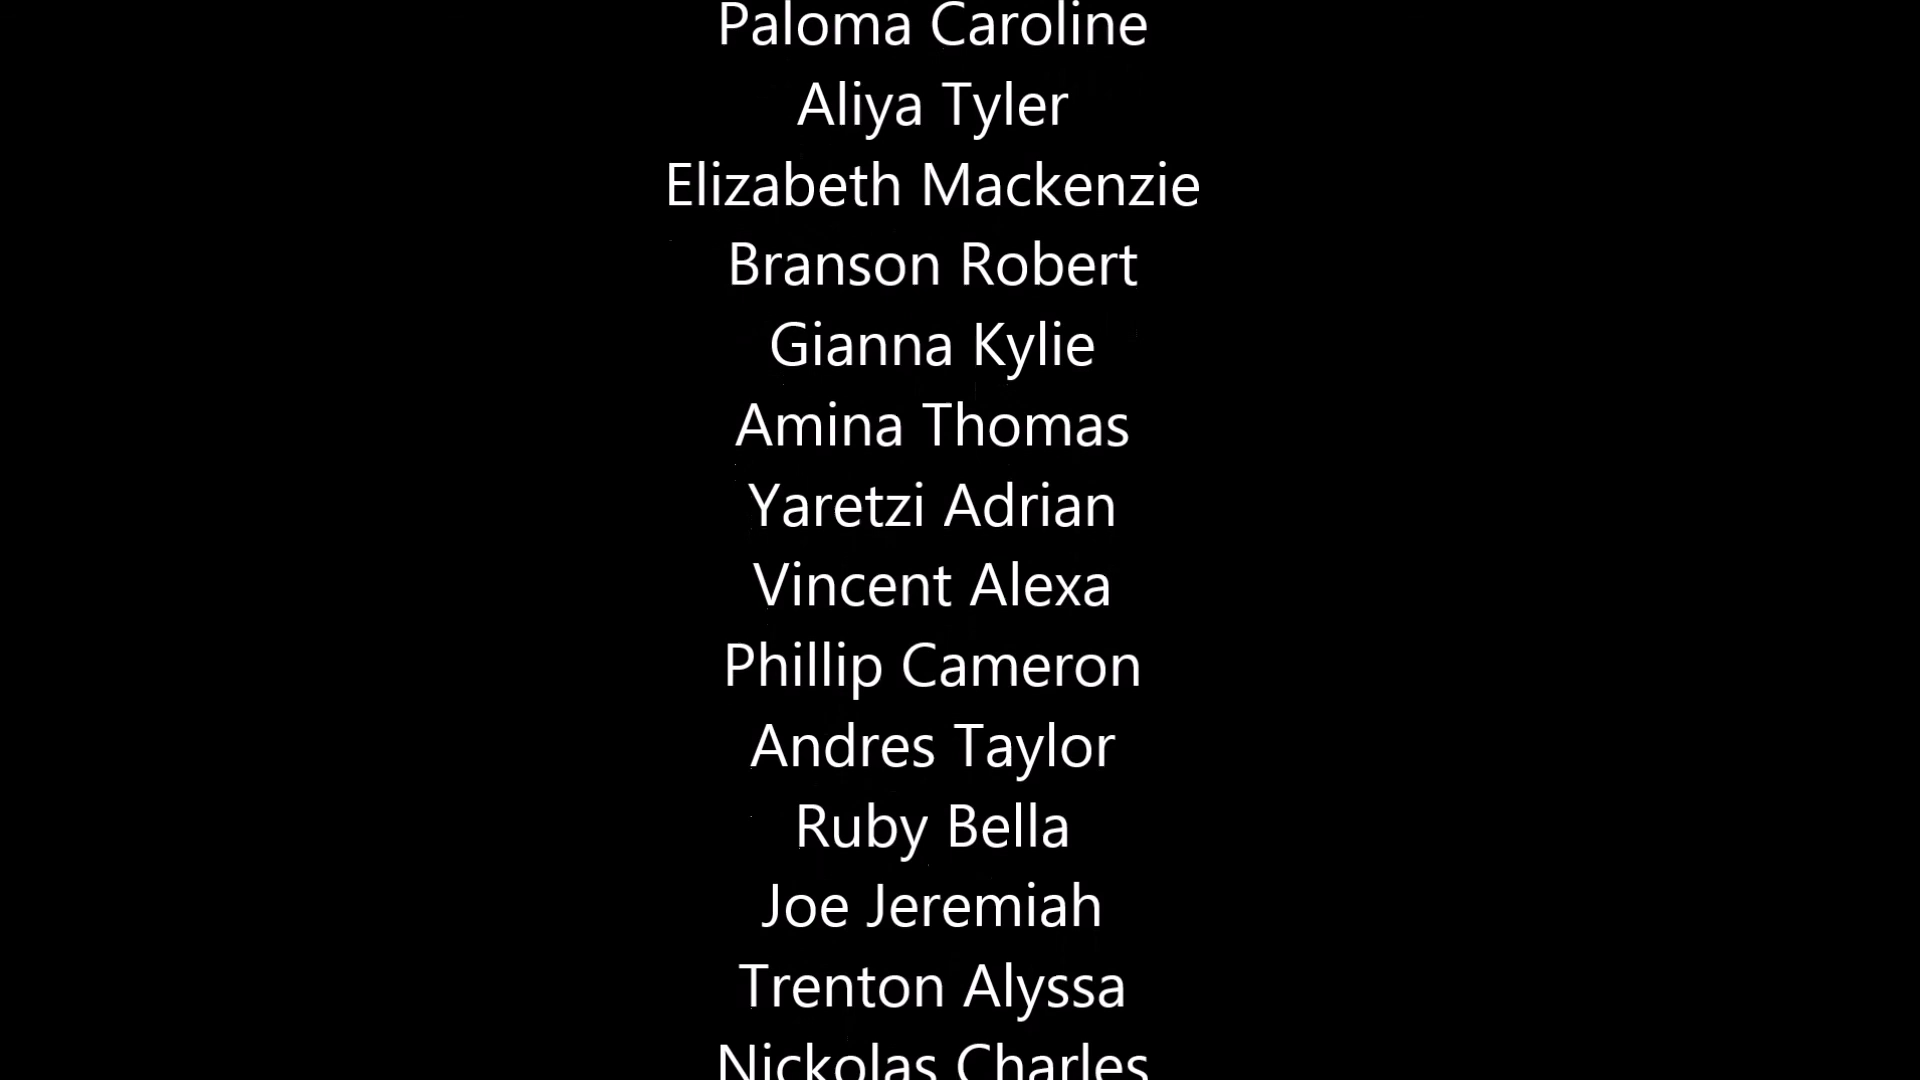 Paloma Caroline
Aliya Tyler
Elizabeth Mackenzie
Branson Robert
Gianna Kylie
Amina Thomas
Yaretzi Adrian
Vincent Alexa
Phillip Cameron
Andres Taylor
Ruby Bella
Joe Jeremiah
Trenton Alyssa
Nickolas Charles